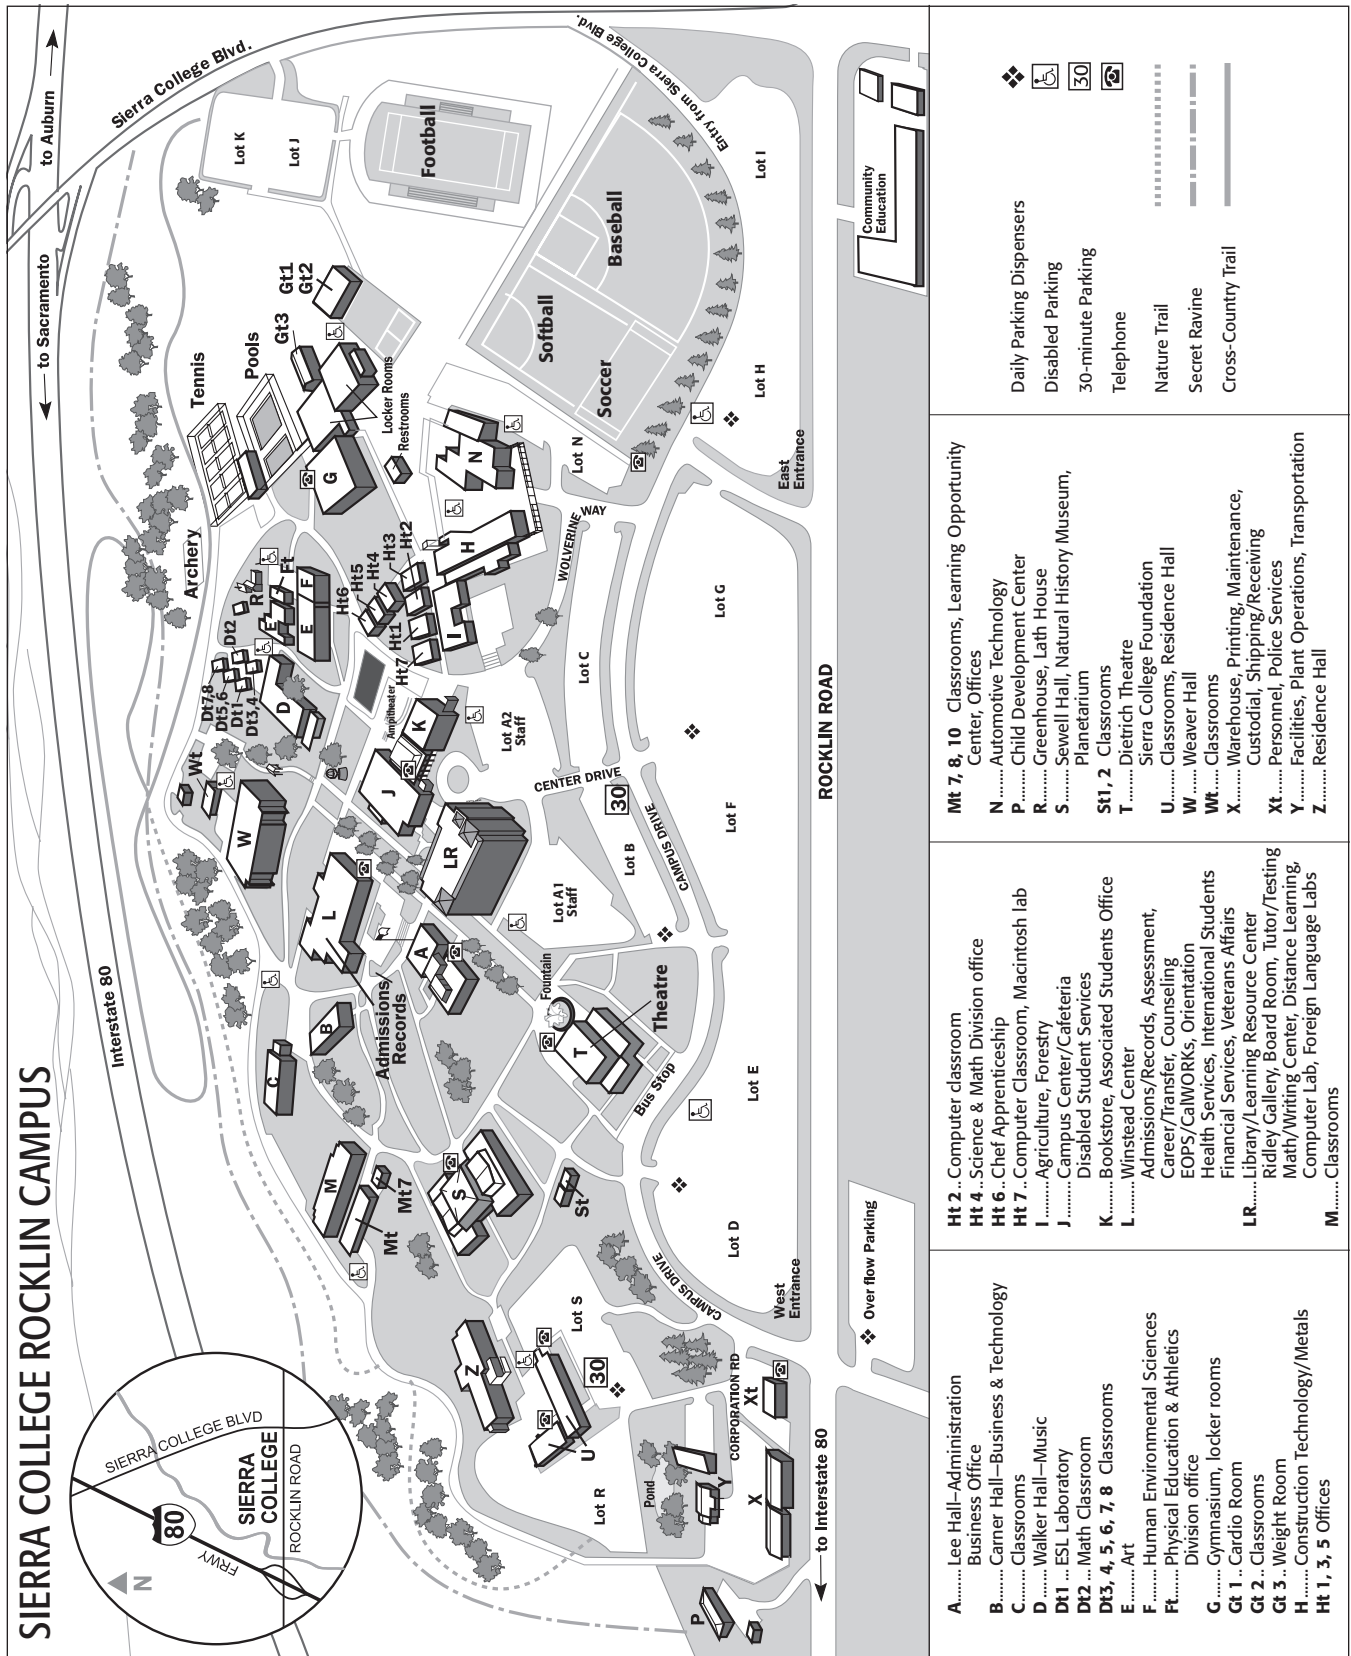 SIERRA COLLEGE ROCKLIN CAMPUS
to Sacramento
to Auburn
Interstate 80
Sierra College Blvd.
Entry from Sierra College Blvd.
N
80
FRWY
SIERRA COLLEGE BLVD
SIERRA
COLLEGE
ROCKLIN ROAD
Lot K
Lot J
Football
Tennis
Pools
Gt3
Gt1
Gt2
Locker Rooms
Restrooms
G
Archery
Baseball
Softball
Soccer
Lot I
Lot H
Lot N
N
H
I
WOLVERINE WAY
East
Entrance
Ft
R
F
E
E
Dt2
Dt7,8
Dt5,6
Dt1
Dt3,4
D
Ht6
Ht5
Ht4
Ht3
Ht2
Ht1
Ht7
Ampitheater
K
J
Wt
W
L
LR
A
B
C
Admissions/
Records
Lot A2
Staff
Lot C
Lot G
CENTER DRIVE
30
CAMPUS DRIVE
Lot B
Lot F
Lot A1
Staff
Fountain
T
Theatre
Bus Stop
Lot E
M
Mt7
Mt
S
St
Lot D
CAMPUS DRIVE
West
Entrance
Z
Lot S
30
U
Lot R
Pond
CORPORATION RD
Xt
Y
X
P
to Interstate 80
ROCKLIN ROAD
Over flow Parking
Community
Education
A........ Lee Hall—Administration
Business Office
B........ Carner Hall—Business & Technology
C........ Classrooms
D........ Walker Hall—Music
Dt1 .. ESL Laboratory
Dt2 .. Math Classroom
Dt3, 4, 5, 6, 7, 8 Classrooms
E........ Art
F........ Human Environmental Sciences
Ft...... Physical Education & Athletics
Division office
G....... Gymnasium, locker rooms
Gt 1 .. Cardio Room
Gt 2 .. Classrooms
Gt 3 .. Weight Room
H ...... Construction Technology/Metals
Ht 1, 3, 5 Offices
Ht 2 .. Computer classroom
Ht 4 .. Science & Math Division office
Ht 6 .. Chef Apprenticeship
Ht 7 .. Computer Classroom, Macintosh lab
I ........ Agriculture, Forestry
J......... Campus Center/Cafeteria
Disabled Student Services
K........ Bookstore, Associated Students Office
L ........ Winstead Center
Admissions/Records, Assessment,
Career/Transfer, Counseling
EOPS/CalWORKs, Orientation
Health Services, International Students
Financial Services, Veterans Affairs
LR..... Library/Learning Resource Center
Ridley Gallery, Board Room, Tutor/Testing
Math/Writing Center, Distance Learning,
Computer Lab, Foreign Language Labs
M....... Classrooms
Mt 7, 8, 10 Classrooms, Learning Opportunity
Center, Offices
N ...... Automotive Technology
P........ Child Development Center
R........ Greenhouse, Lath House
S ........ Sewell Hall, Natural History Museum,
Planetarium
St1, 2 Classrooms
T ....... Dietrich Theatre
Sierra College Foundation
U....... Classrooms, Residence Hall
W ...... Weaver Hall
Wt.... Classrooms
X........ Warehouse, Printing, Maintenance,
Custodial, Shipping/Receiving
Xt...... Personnel, Police Services
Y........ Facilities, Plant Operations, Transportation
Z........ Residence Hall
Daily Parking Dispensers
Disabled Parking
30-minute Parking
30
Telephone
Nature Trail
Secret Ravine
Cross-Country Trail